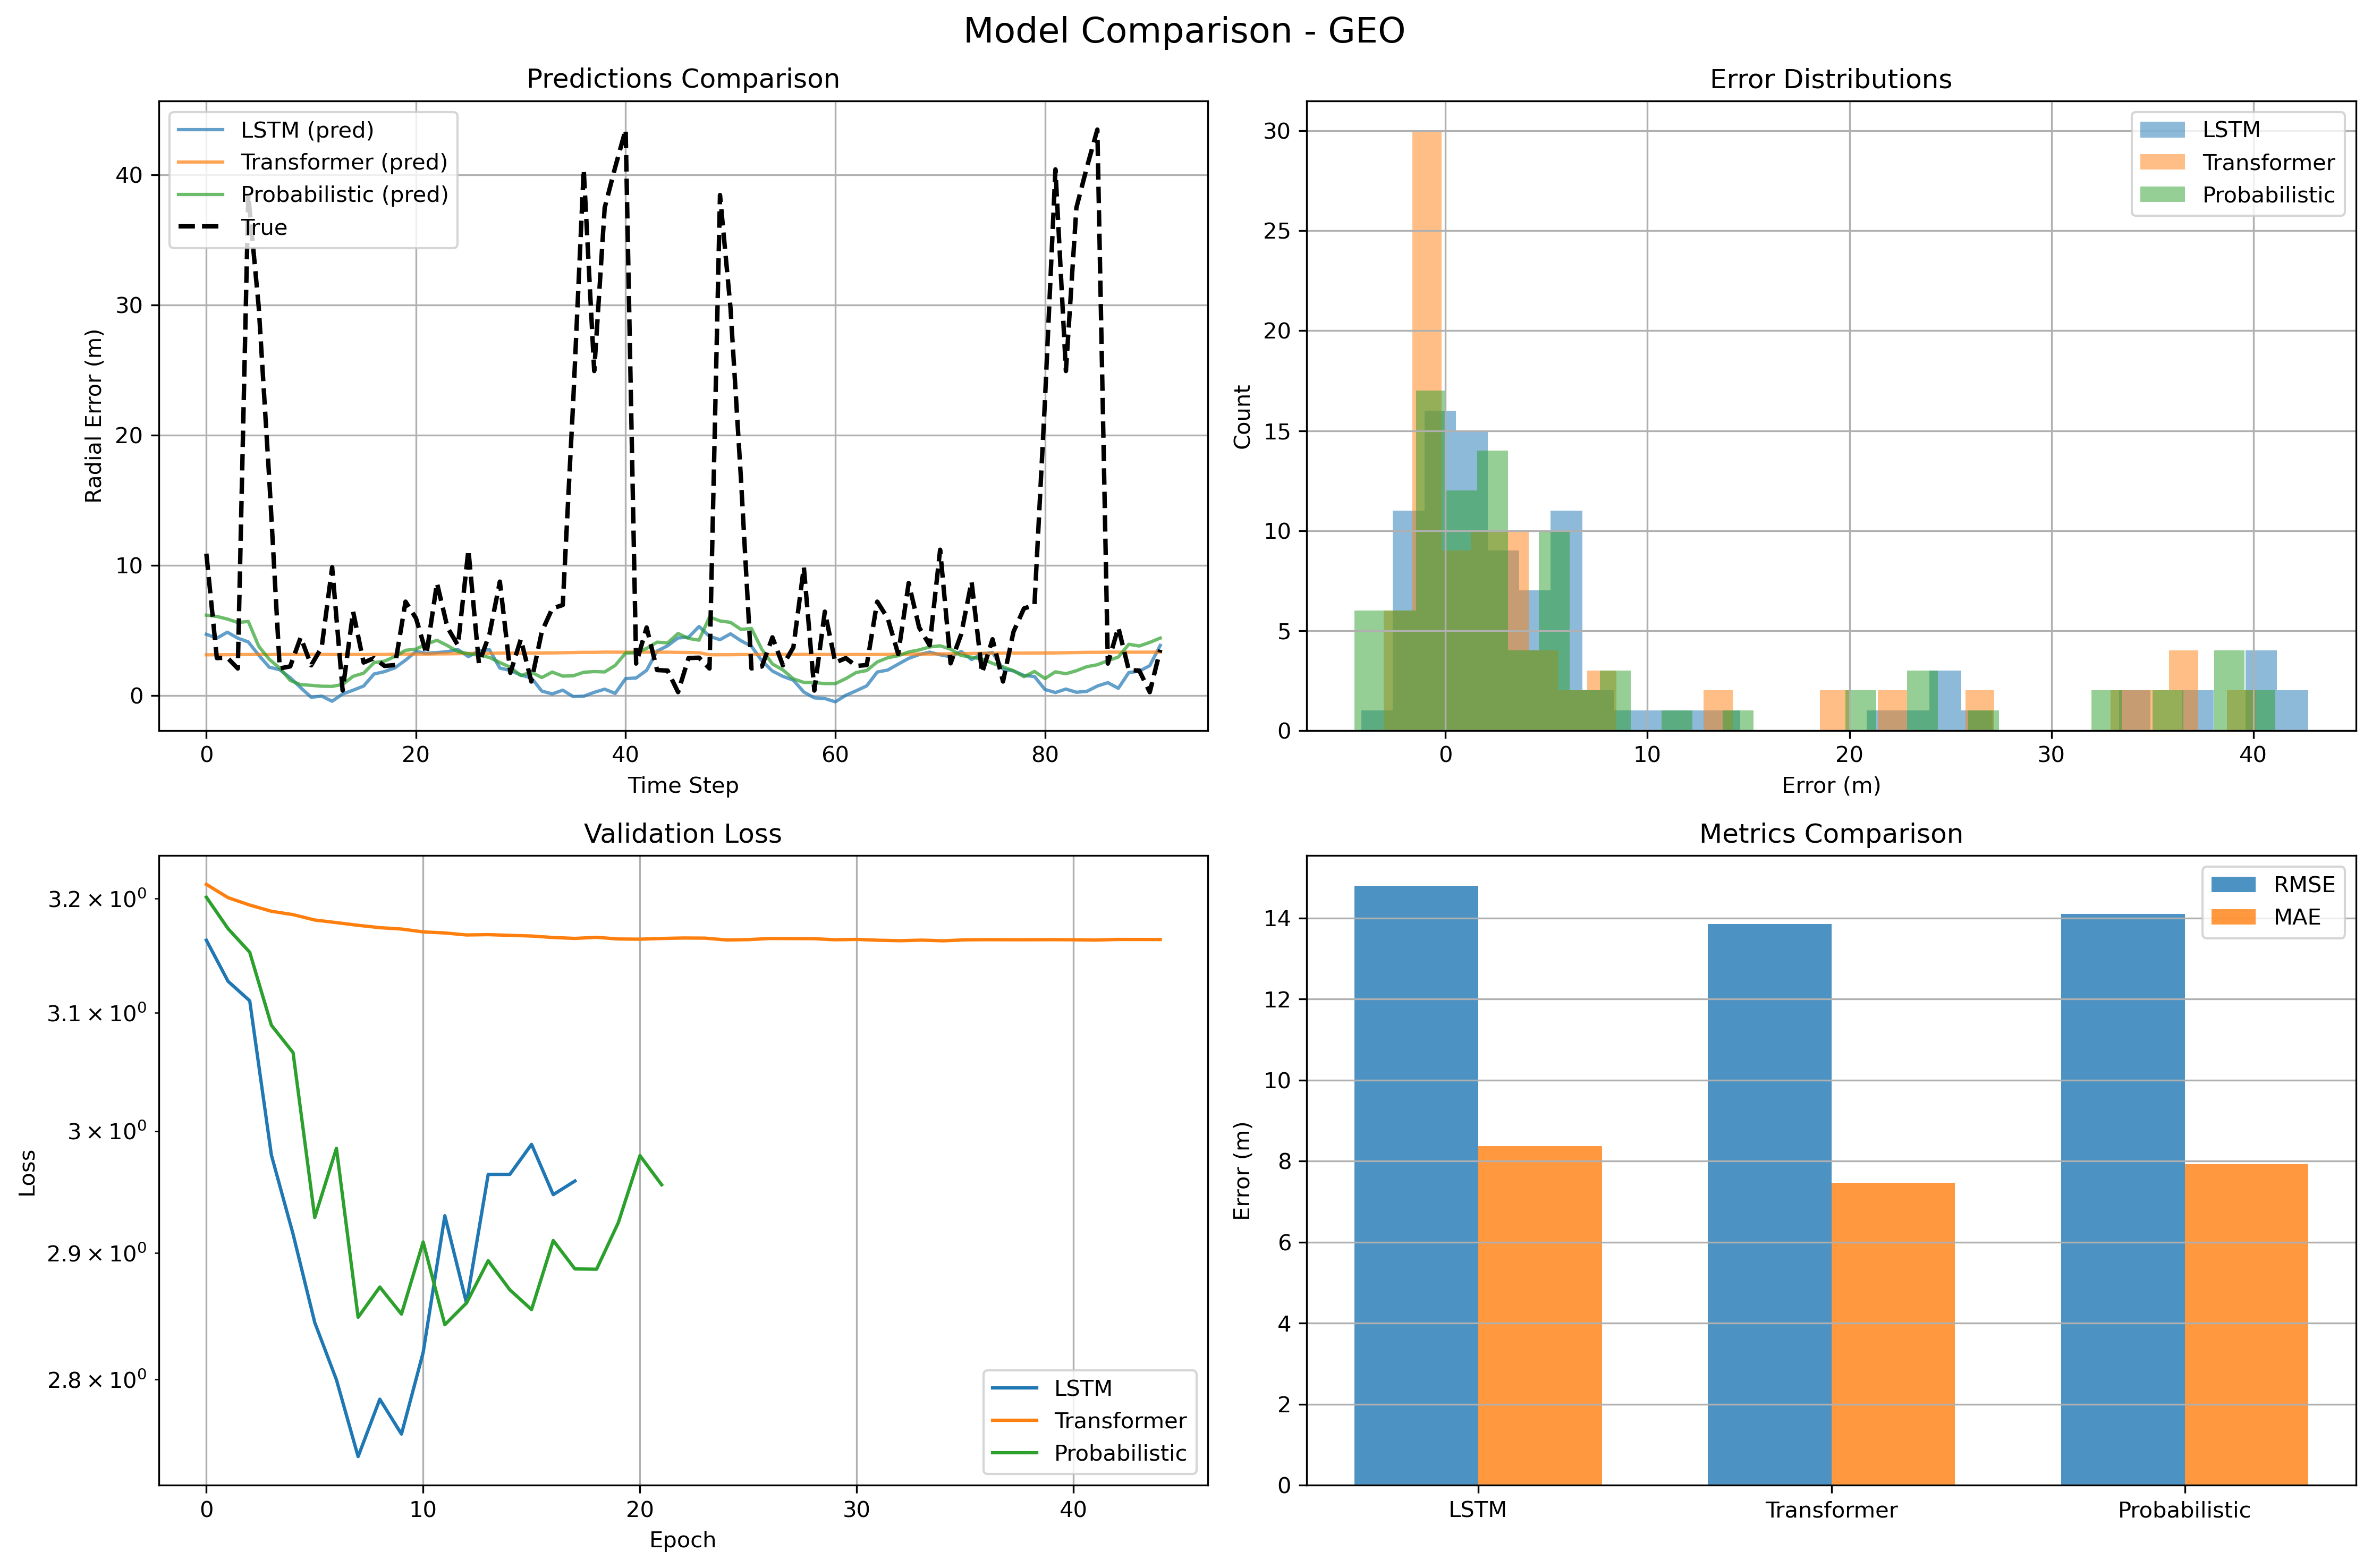 Model Comparison - GEO
Predictions Comparison
LSTM (pred)
Transformer (pred)
Probabilistic (pred)
True
40
30
20
10
0
Radial Error (m)
0 20 40 60 80
Time Step
Error Distributions
LSTM
Transformer
Probabilistic
30
25
20
15
10
5
0
Count
0 10 20 30 40
Error (m)
Validation Loss
3.2 × 10⁰
3.1 × 10⁰
3 × 10⁰
2.9 × 10⁰
2.8 × 10⁰
Loss
LSTM
Transformer
Probabilistic
0 10 20 30 40
Epoch
Metrics Comparison
RMSE
MAE
14
12
10
8
6
4
2
0
Error (m)
LSTM Transformer Probabilistic